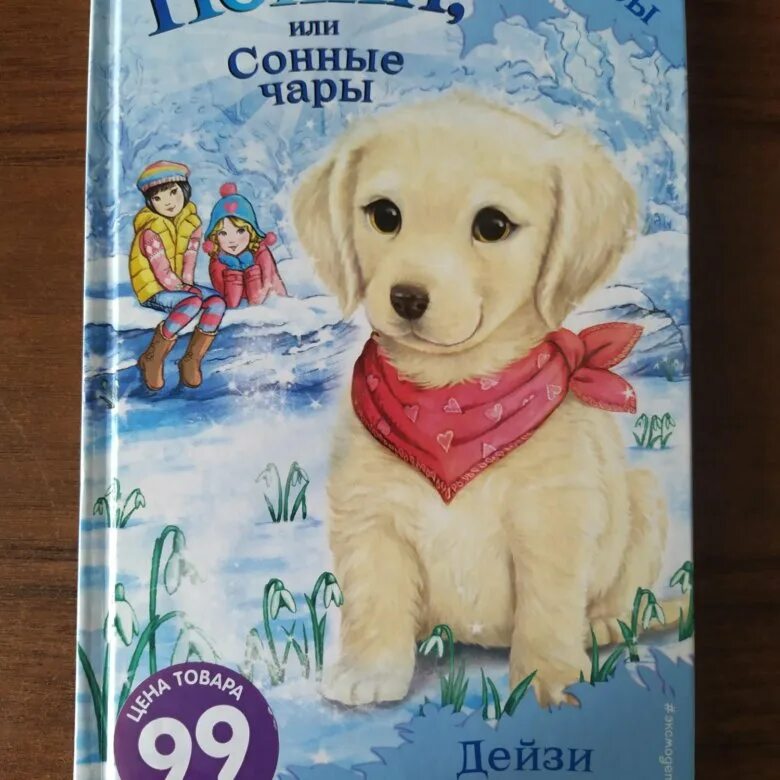 или
Сонные
чары
ЦЕНА ТОВАРА
99
Дейзи